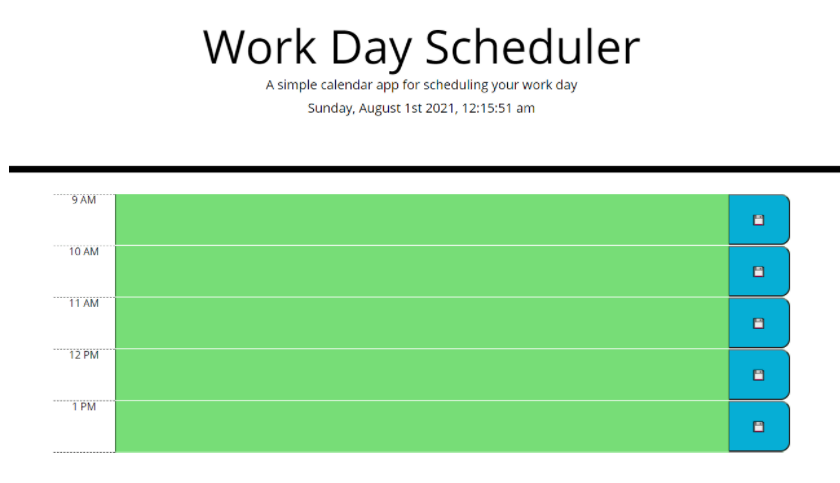 Work Day Scheduler
A simple calendar app for scheduling your work day
Sunday, August 1st 2021, 12:15:51 am
9 AM
10 AM
11 AM
12 PM
1 PM